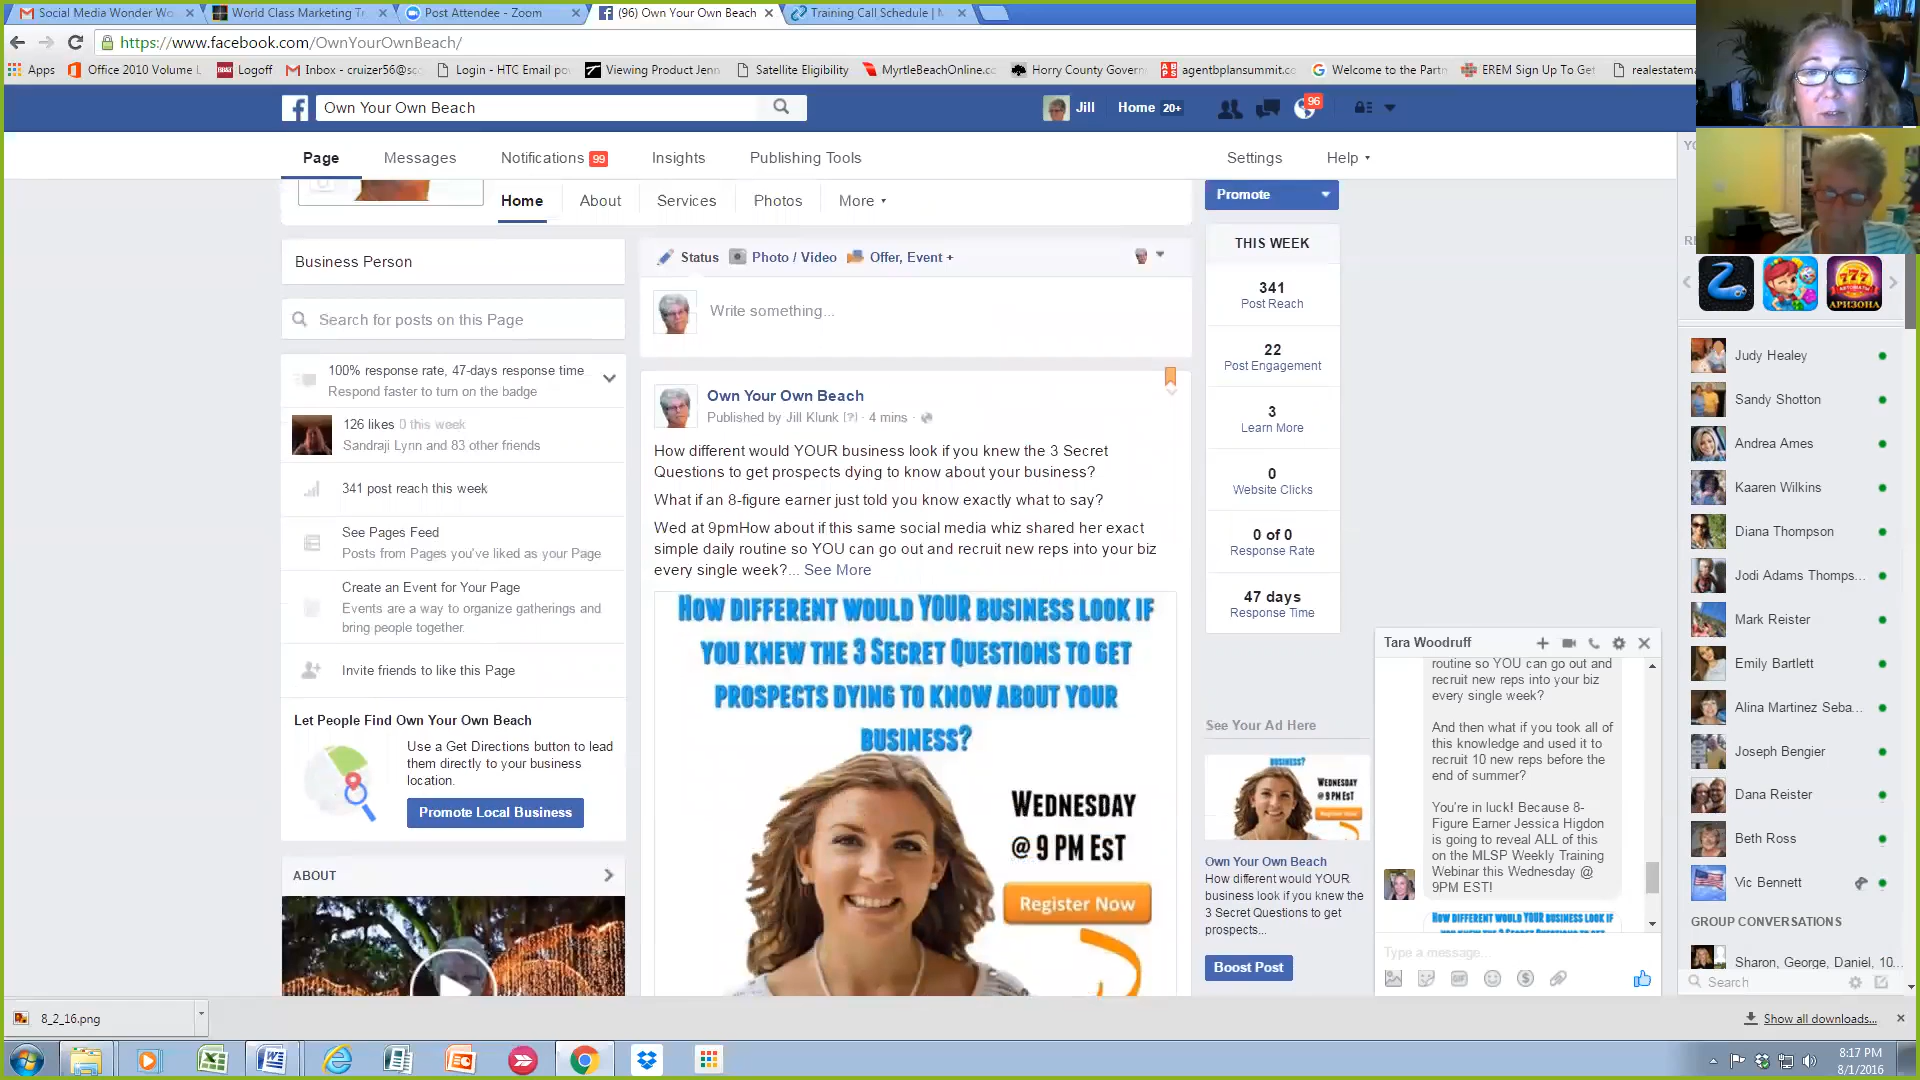 Social Media Wonder Wo
World Class Marketing Tr
Post Attendee - Zoom
(96) Own Your Own Beach
Training Call Schedule |
https://www.facebook.com/OwnYourOwnBeach/
Apps
Office 2010 Volume L
Logoff
Inbox - cruizer56@sc
Login - HTC Email po
Viewing Product Jenn
Satellite Eligibility
MyrtleBeachOnline.co
Horry County Govern
agentbplansummit.co
Welcome to the Partn
EREM Sign Up To Get
realestatema
Own Your Own Beach
Jill
Home 20+
96
Page
Messages
Notifications 99
Insights
Publishing Tools
Settings
Help
Home
About
Services
Photos
More
Promote
Business Person
Search for posts on this Page
100% response rate, 47-days response time
Respond faster to turn on the badge
126 likes 0 this week
Sandraji Lynn and 83 other friends
341 post reach this week
See Pages Feed
Posts from Pages you've liked as your Page
Create an Event for Your Page
Events are a way to organize gatherings and
bring people together.
Invite friends to like this Page
Let People Find Own Your Own Beach
Use a Get Directions button to lead
them directly to your business
location.
Promote Local Business
ABOUT
Status
Photo / Video
Offer, Event +
Write something...
Own Your Own Beach
Published by Jill Klunk [?] · 4 mins ·
How different would YOUR business look if you knew the 3 Secret
Questions to get prospects dying to know about your business?
What if an 8-figure earner just told you know exactly what to say?
Wed at 9pmHow about if this same social media whiz shared her exact
simple daily routine so YOU can go out and recruit new reps into your biz
every single week?... See More
How different would YOUR business look if
you knew the 3 Secret Questions to get
prospects dying to know about your
business?
Wednesday
@ 9 PM EST
Register Now
THIS WEEK
341
Post Reach
22
Post Engagement
3
Learn More
0
Website Clicks
0 of 0
Response Rate
47 days
Response Time
See Your Ad Here
business?
Wednesday
@ 9 PM EST
Register Now
Own Your Own Beach
How different would YOUR
business look if you knew the
3 Secret Questions to get
prospects...
Boost Post
Tara Woodruff
routine so YOU can go out and
recruit new reps into your biz
every single week?
And then what if you took all of
this knowledge and used it to
recruit 10 new reps before the
end of summer?
You're in luck! Because 8-
Figure Earner Jessica Higdon
is going to reveal ALL of this
on the MLSP Weekly Training
Webinar this Wednesday @
9PM EST!
How different would YOUR business look if
Type a message...
777
АРИЗОНА
Judy Healey
Sandy Shotton
Andrea Ames
Kaaren Wilkins
Diana Thompson
Jodi Adams Thomps...
Mark Reister
Emily Bartlett
Alina Martinez Seba...
Joseph Bengier
Dana Reister
Beth Ross
Vic Bennett
GROUP CONVERSATIONS
Sharon, George, Daniel, 10...
Search
8_2_16.png
Show all downloads...
8:17 PM
8/1/2016